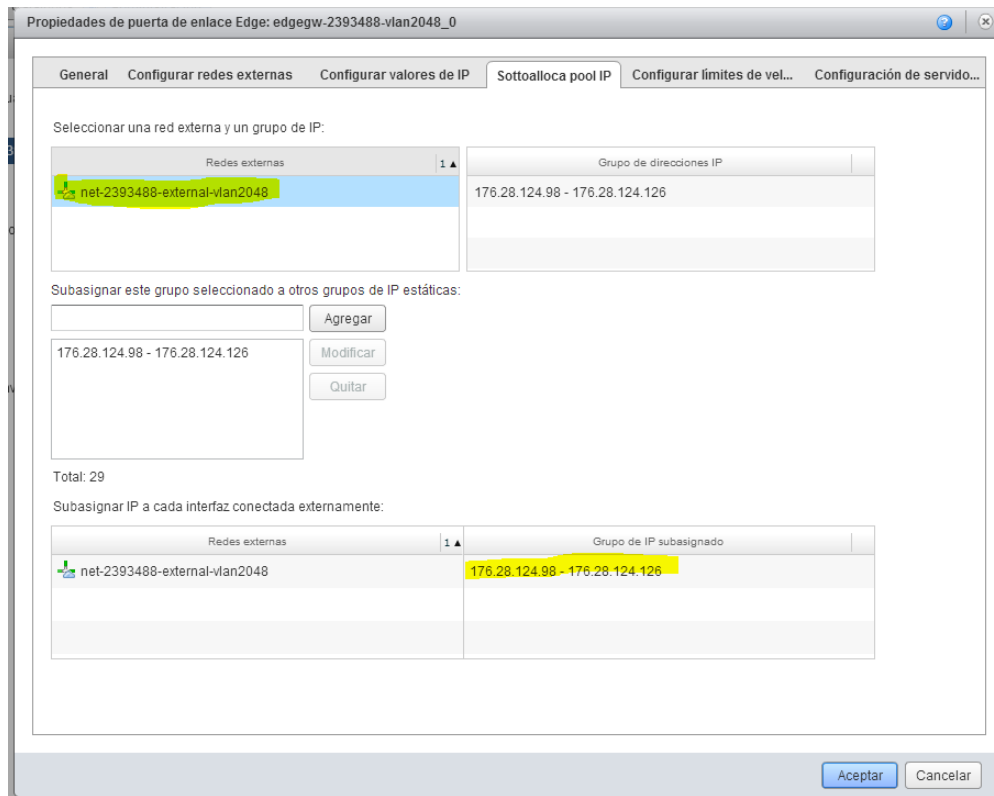 Propiedades de puerta de enlace Edge: edgegw-2393488-vlan2048_0
General Configurar redes externas Configurar valores de IP Sottoalloca pool IP Configurar límites de vel... Configuración de servido...
Seleccionar una red externa y un grupo de IP:
Redes externas 1 ▲ Grupo de direcciones IP
net-2393488-external-vlan2048 176.28.124.98 - 176.28.124.126
Subasignar este grupo seleccionado a otros grupos de IP estáticas:
Agregar
176.28.124.98 - 176.28.124.126 Modificar
Quitar
Total: 29
Subasignar IP a cada interfaz conectada externamente:
Redes externas 1 ▲ Grupo de IP subasignado
net-2393488-external-vlan2048 176.28.124.98 - 176.28.124.126
Aceptar Cancelar